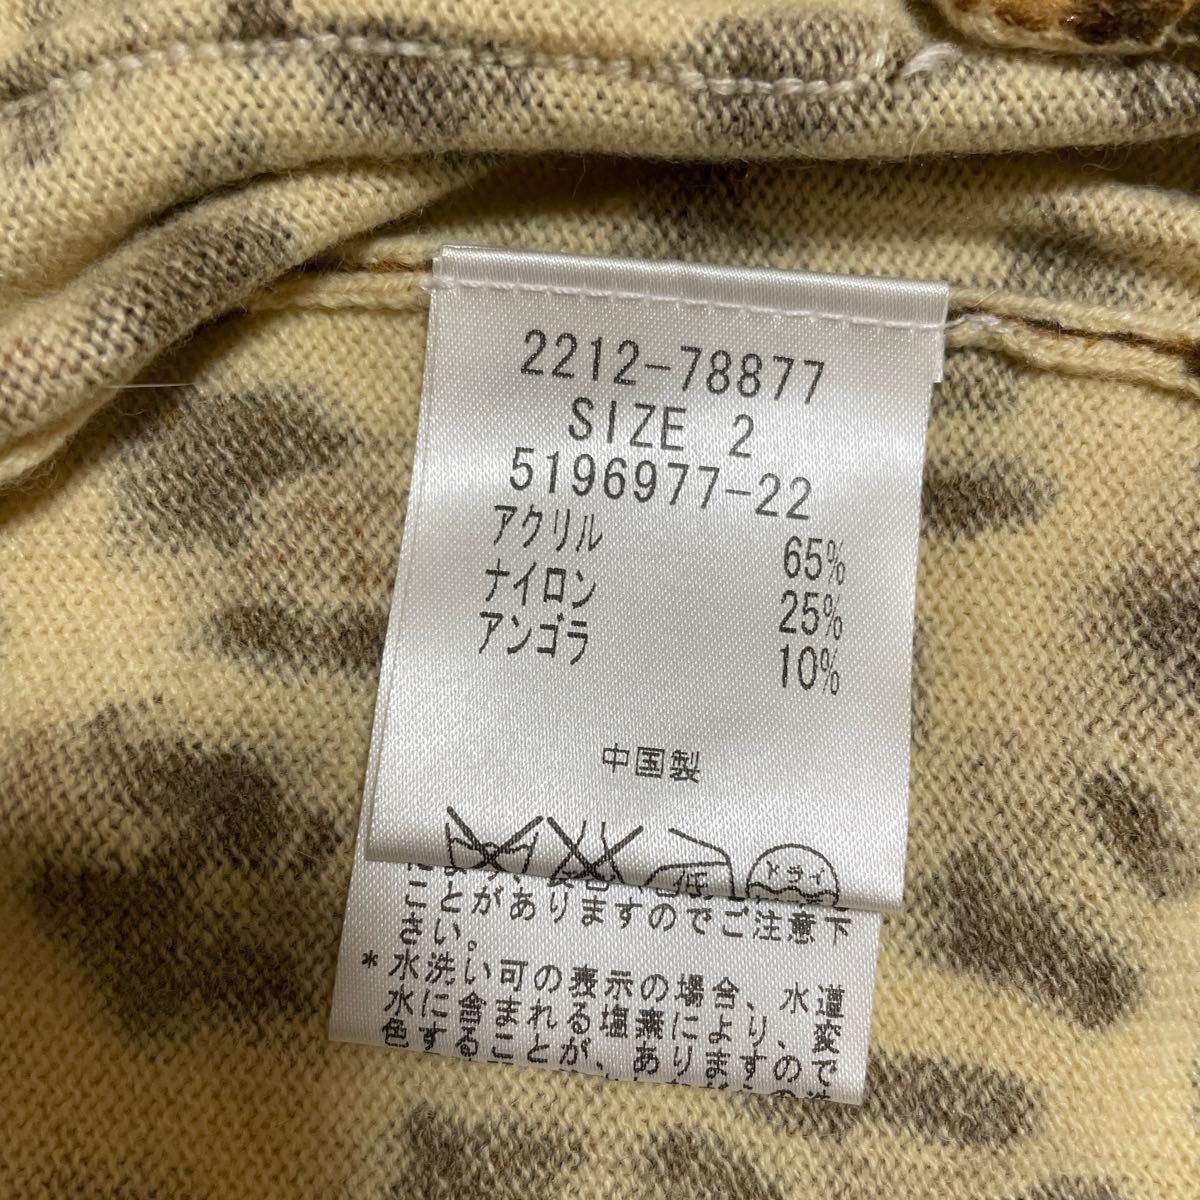 2212-78877
SIZE 2
5196977-22
アクリル 65%
ナイロン 25%
アンゴラ 10%
中国製
ドライ
ことがありますのでご注意下
さい。
*水洗い可の表示の場合、水道
水に含まれる塩素により、変
色することが、ありますので